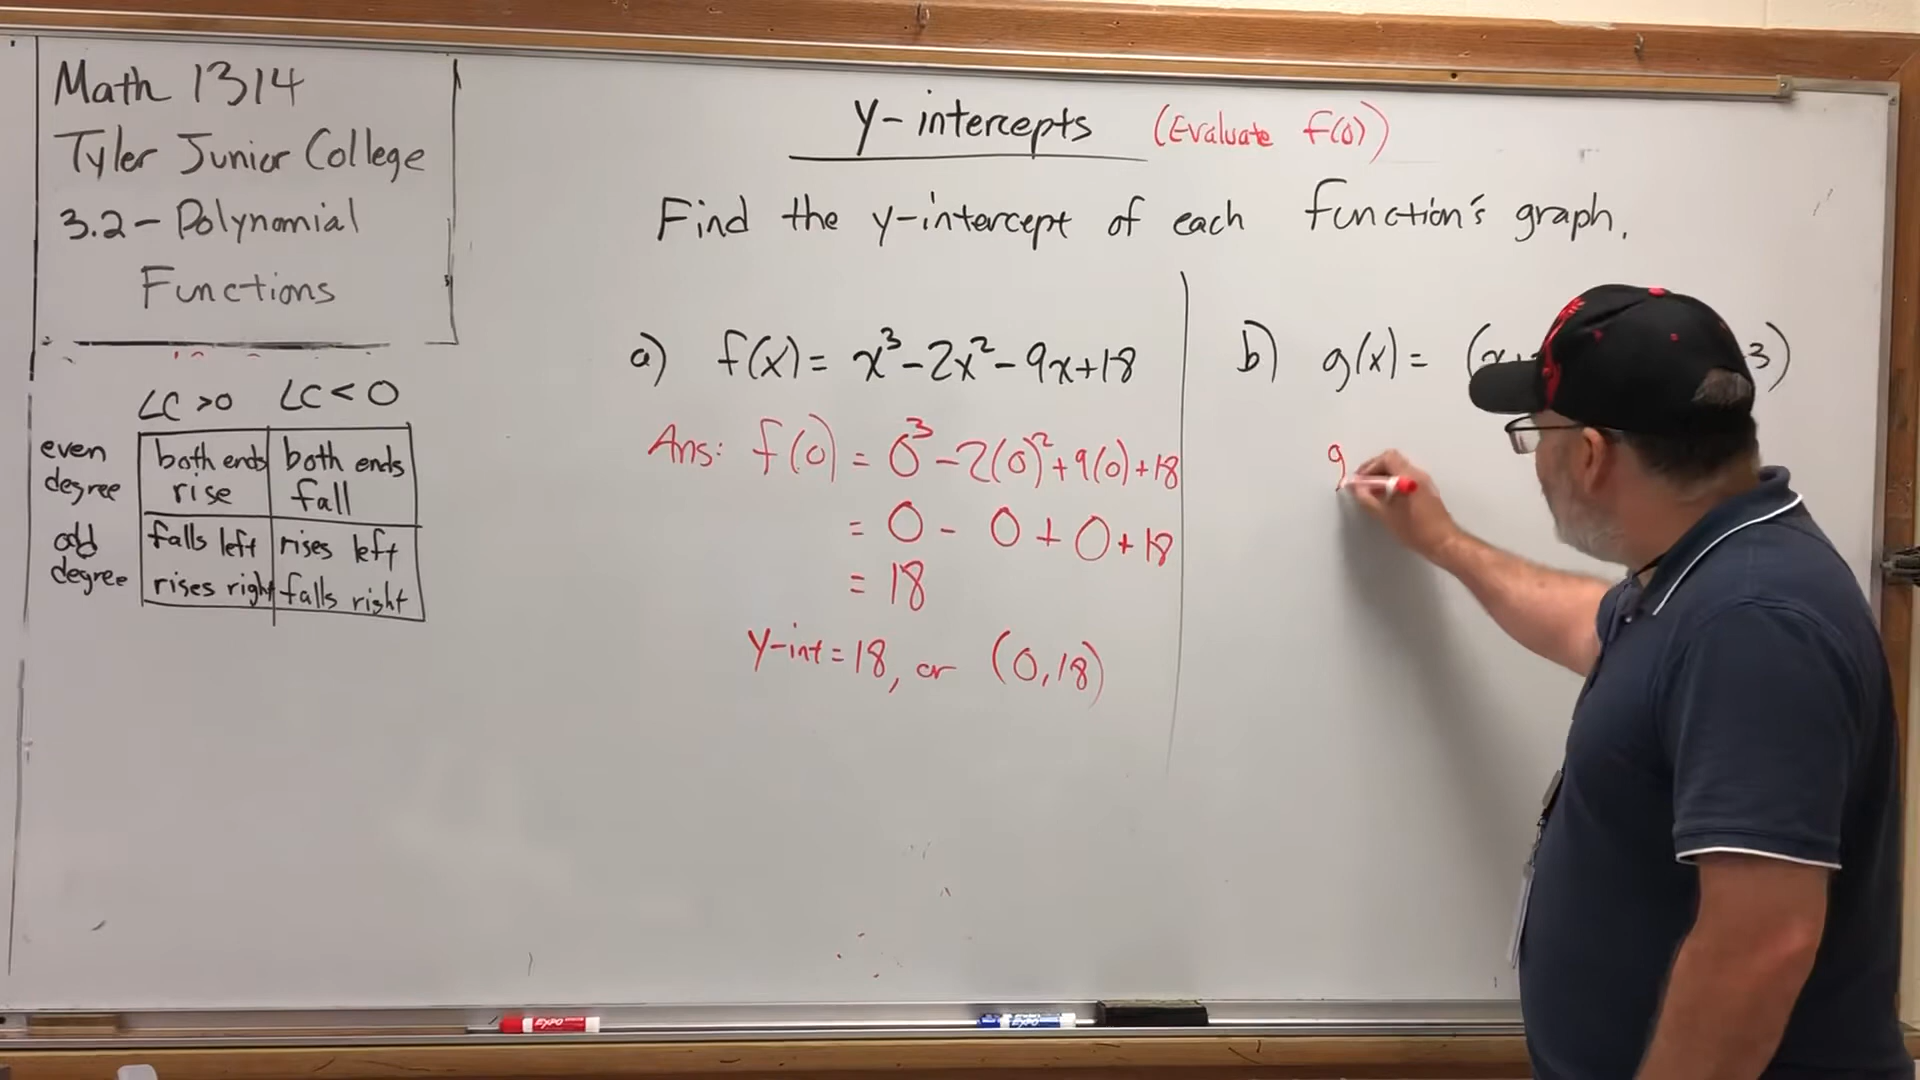 Math 1314
Tyler Junior College
3.2 - Polynomial
Functions
LC >0 LC < 0
even degree
both ends rise
both ends fall
odd degree
falls left rises right
rises left falls right
y-intercepts (Evaluate f(0))
Find the y-intercept of each function's graph.
a) f(x) = x³ - 2x² - 9x + 18
Ans: f(0) = 0³ - 2(0)² + 9(0) + 18
= 0 - 0 + 0 + 18
= 18
y-int = 18, or (0, 18)
b) g(x) = (x+ 3)
g
EXPO
EXPO